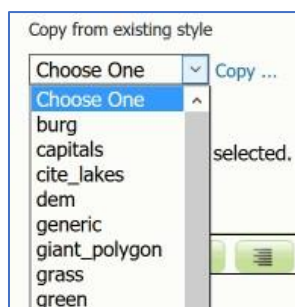 Copy from existing style
Choose One Copy ...
Choose One
burg
capitals
cite_lakes
selected.
dem
generic
giant_polygon
grass
green